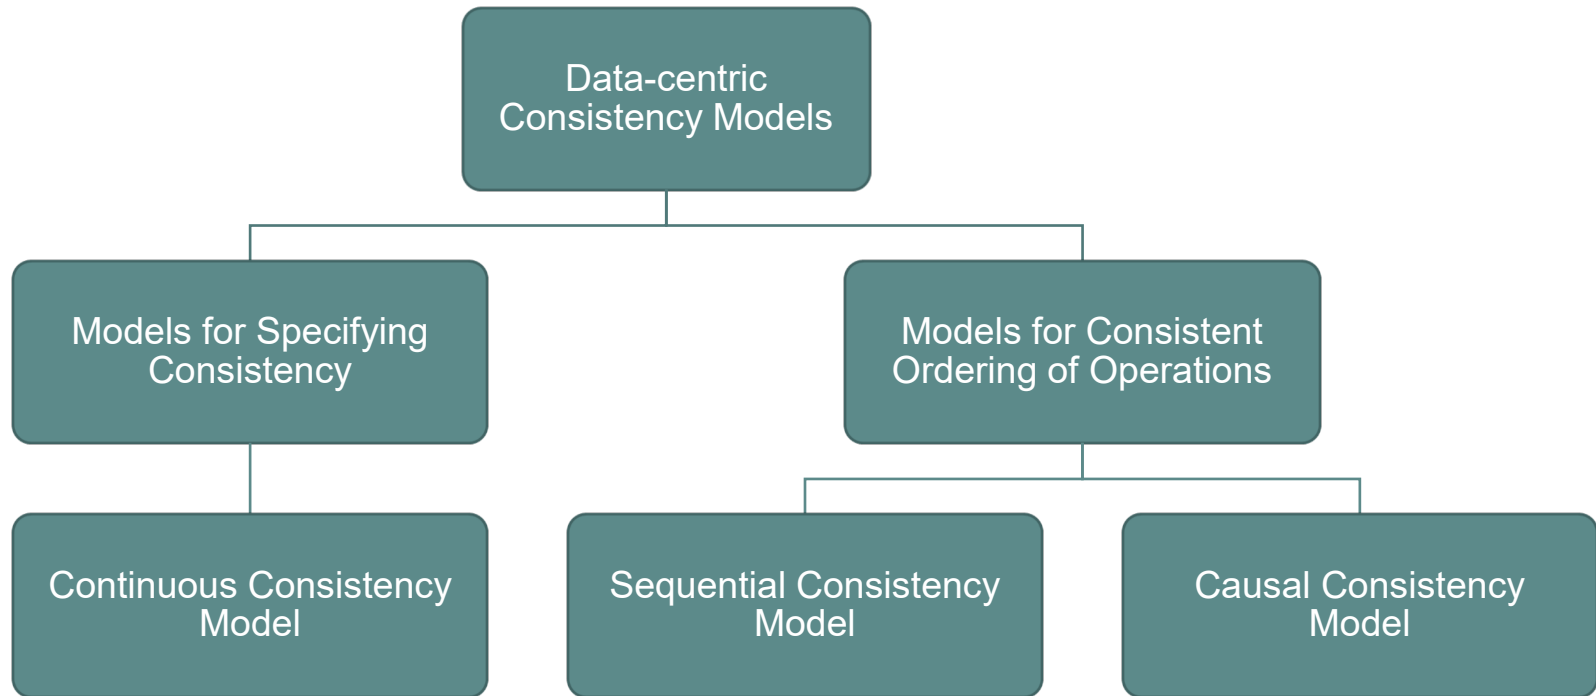 Data-centric
Consistency Models
Models for Specifying
Consistency
Models for Consistent
Ordering of Operations
Continuous Consistency
Model
Sequential Consistency
Model
Causal Consistency
Model